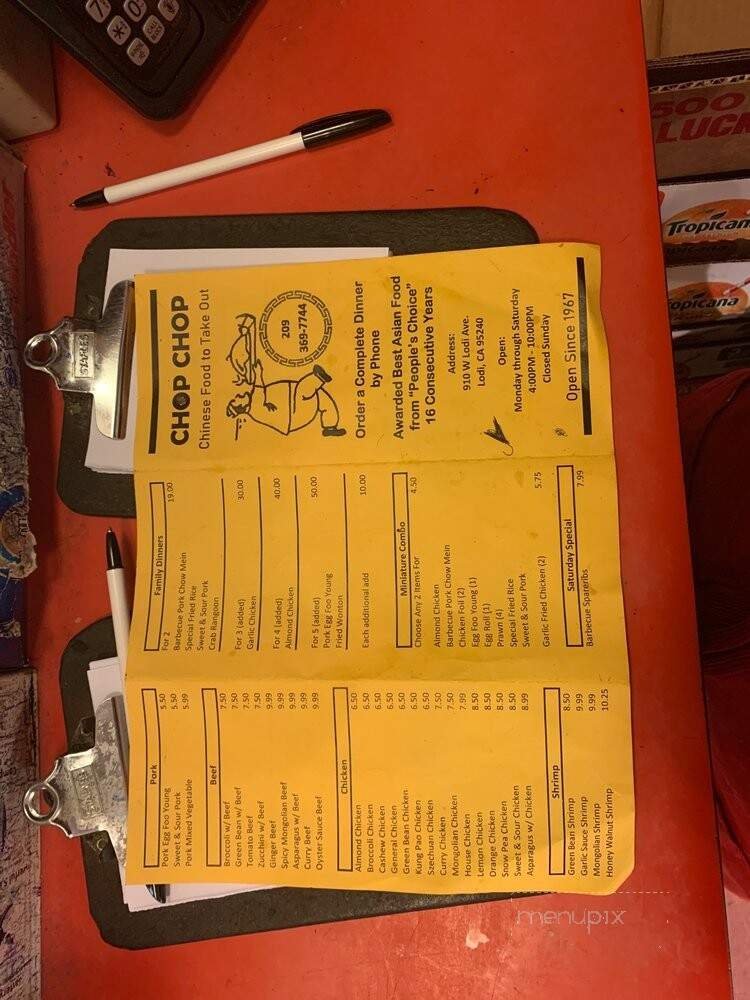 Pork
Pork Egg Foo Young 5.50
Sweet & Sour Pork 5.50
Pork Mixed Vegetable 5.99
Beef
Broccoli w/ Beef 7.50
Green Bean w/ Beef 7.50
Tomato Beef 7.50
Zucchini w/ Beef 7.50
Ginger Beef 9.99
Spicy Mongolian Beef 9.99
Asparagus w/ Beef 9.99
Curry Beef 9.99
Oyster Sauce Beef 9.99
Chicken
Almond Chicken 6.50
Broccoli Chicken 6.50
Cashew Chicken 6.50
General Chicken 6.50
Green Bean Chicken 6.50
Kung Pao Chicken 6.50
Szechuan Chicken 6.50
Curry Chicken 7.50
Mongolian Chicken 7.50
House Chicken 7.99
Lemon Chicken 8.50
Orange Chicken 8.50
Snow Pea Chicken 8.50
Sweet & Sour Chicken 8.50
Asparagus w/ Chicken 8.99
Shrimp
Green Bean Shrimp 8.50
Garlic Sauce Shrimp 9.99
Mongolian Shrimp 9.99
Honey Walnut Shrimp 10.25
Family Dinners
For 2 19.00
Barbecue Pork Chow Mein
Special Fried Rice
Sweet & Sour Pork
Crab Rangoon
For 3 (added) 30.00
Garlic Chicken
For 4 (added) 40.00
Almond Chicken
For 5 (added) 50.00
Pork Egg Foo Young
Fried Wonton
Each additional add 10.00
Miniature Combo
Choose Any 2 Items For 4.50
Almond Chicken
Barbecue Pork Chow Mein
Chicken Foil (2)
Egg Foo Young (1)
Egg Roll (1)
Prawn (4)
Special Fried Rice
Sweet & Sour Pork
Garlic Fried Chicken (2) 5.75
Saturday Special
Barbecue Spareribs 7.99
CHOP CHOP
Chinese Food to Take Out
209
369-7744
Order a Complete Dinner
by Phone
Awarded Best Asian Food
from "People's Choice"
16 Consecutive Years
Address:
910 W Lodi Ave.
Lodi, CA 95240
Open:
Monday through Saturday
4:00PM - 10:00PM
Closed Sunday
Open Since 1967
STAPLES
LUCK
Tropicana
Tropicana
menupix